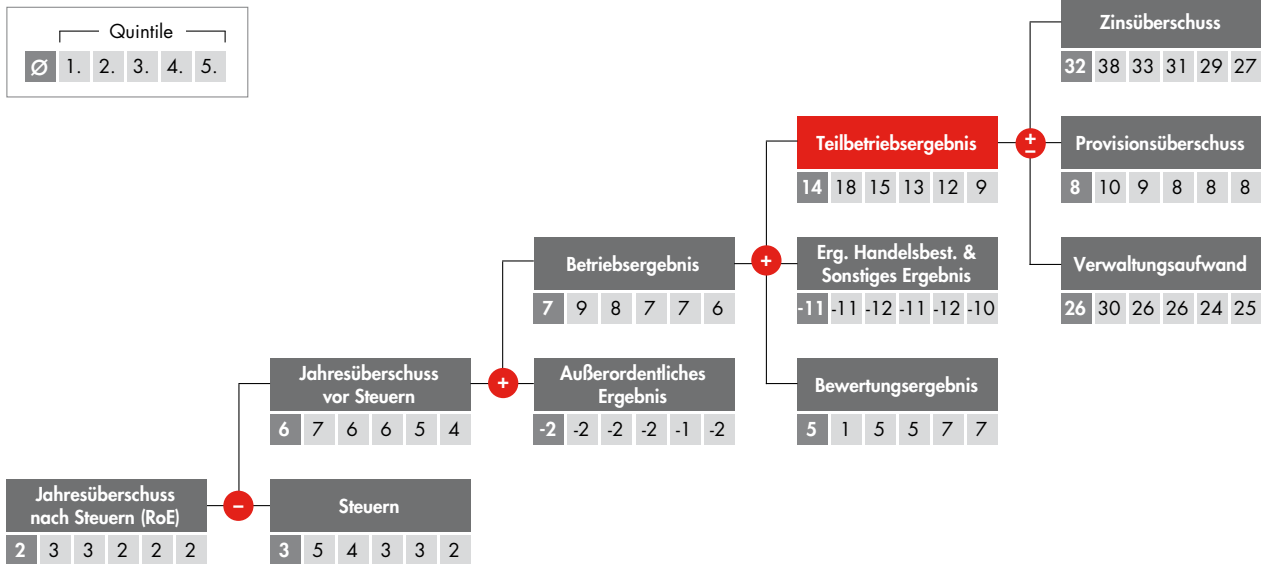 Quintile
Ø 1. 2. 3. 4. 5.
Zinsüberschuss
32 38 33 31 29 27
Teilbetriebsergebnis
14 18 15 13 12 9
±
Provisionsüberschuss
8 10 9 8 8 8
Betriebsergebnis
7 9 8 7 7 6
+
Erg. Handelsbest. &
Sonstiges Ergebnis
-11 -11 -12 -11 -12 -10
Verwaltungsaufwand
26 30 26 26 24 25
Jahresüberschuss
vor Steuern
6 7 6 6 5 4
+
Außerordentliches
Ergebnis
-2 -2 -2 -2 -1 -2
Bewertungsergebnis
5 1 5 5 7 7
Jahresüberschuss
nach Steuern (RoE)
2 3 3 2 2 2
–
Steuern
3 5 4 3 3 2